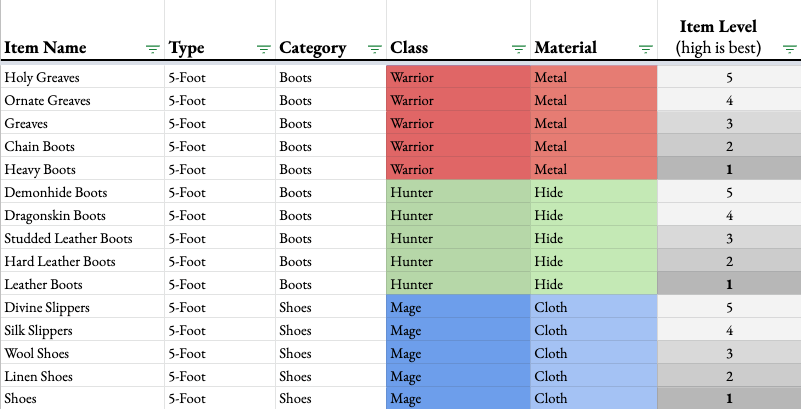 Item Name Type Category Class Material Item Level (high is best)
Holy Greaves 5-Foot Boots Warrior Metal 5
Ornate Greaves 5-Foot Boots Warrior Metal 4
Greaves 5-Foot Boots Warrior Metal 3
Chain Boots 5-Foot Boots Warrior Metal 2
Heavy Boots 5-Foot Boots Warrior Metal 1
Demonhide Boots 5-Foot Boots Hunter Hide 5
Dragonskin Boots 5-Foot Boots Hunter Hide 4
Studded Leather Boots 5-Foot Boots Hunter Hide 3
Hard Leather Boots 5-Foot Boots Hunter Hide 2
Leather Boots 5-Foot Boots Hunter Hide 1
Divine Slippers 5-Foot Shoes Mage Cloth 5
Silk Slippers 5-Foot Shoes Mage Cloth 4
Wool Shoes 5-Foot Shoes Mage Cloth 3
Linen Shoes 5-Foot Shoes Mage Cloth 2
Shoes 5-Foot Shoes Mage Cloth 1